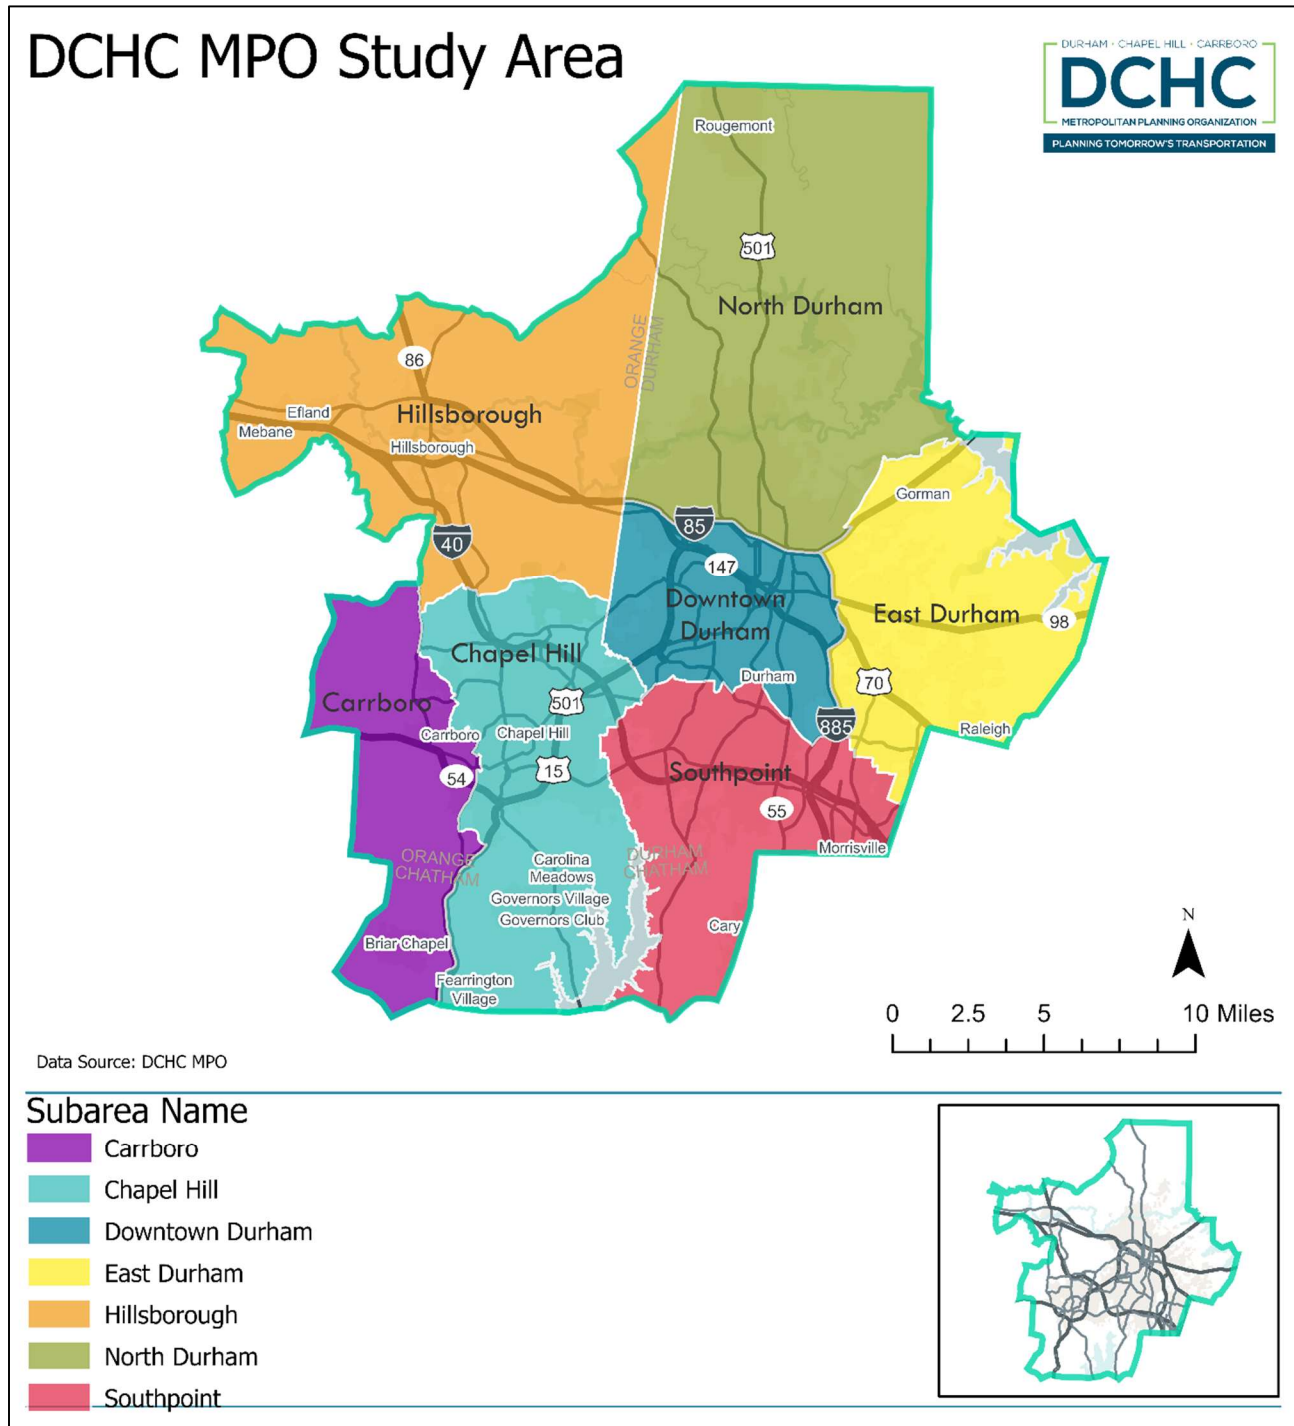 DCHC MPO Study Area
DURHAM · CHAPEL HILL · CARRBORO
DCHC
METROPOLITAN PLANNING ORGANIZATION
PLANNING TOMORROW'S TRANSPORTATION
Rougemont
501
North Durham
ORANGE
DURHAM
86
Hillsborough
Efland
Mebane
Hillsborough
Gorman
85
40
147
Downtown
Durham
East Durham
98
Chapel Hill
Durham
70
501
Carrboro
885
Raleigh
Carrboro
Chapel Hill
15
54
Southpoint
55
Morrisville
ORANGE
CHATHAM
DURHAM
CHATHAM
Carolina
Meadows
Governors Village
Governors Club
Cary
Briar Chapel
Fearrington
Village
N
0 2.5 5 10 Miles
Data Source: DCHC MPO
Subarea Name
Carrboro
Chapel Hill
Downtown Durham
East Durham
Hillsborough
North Durham
Southpoint